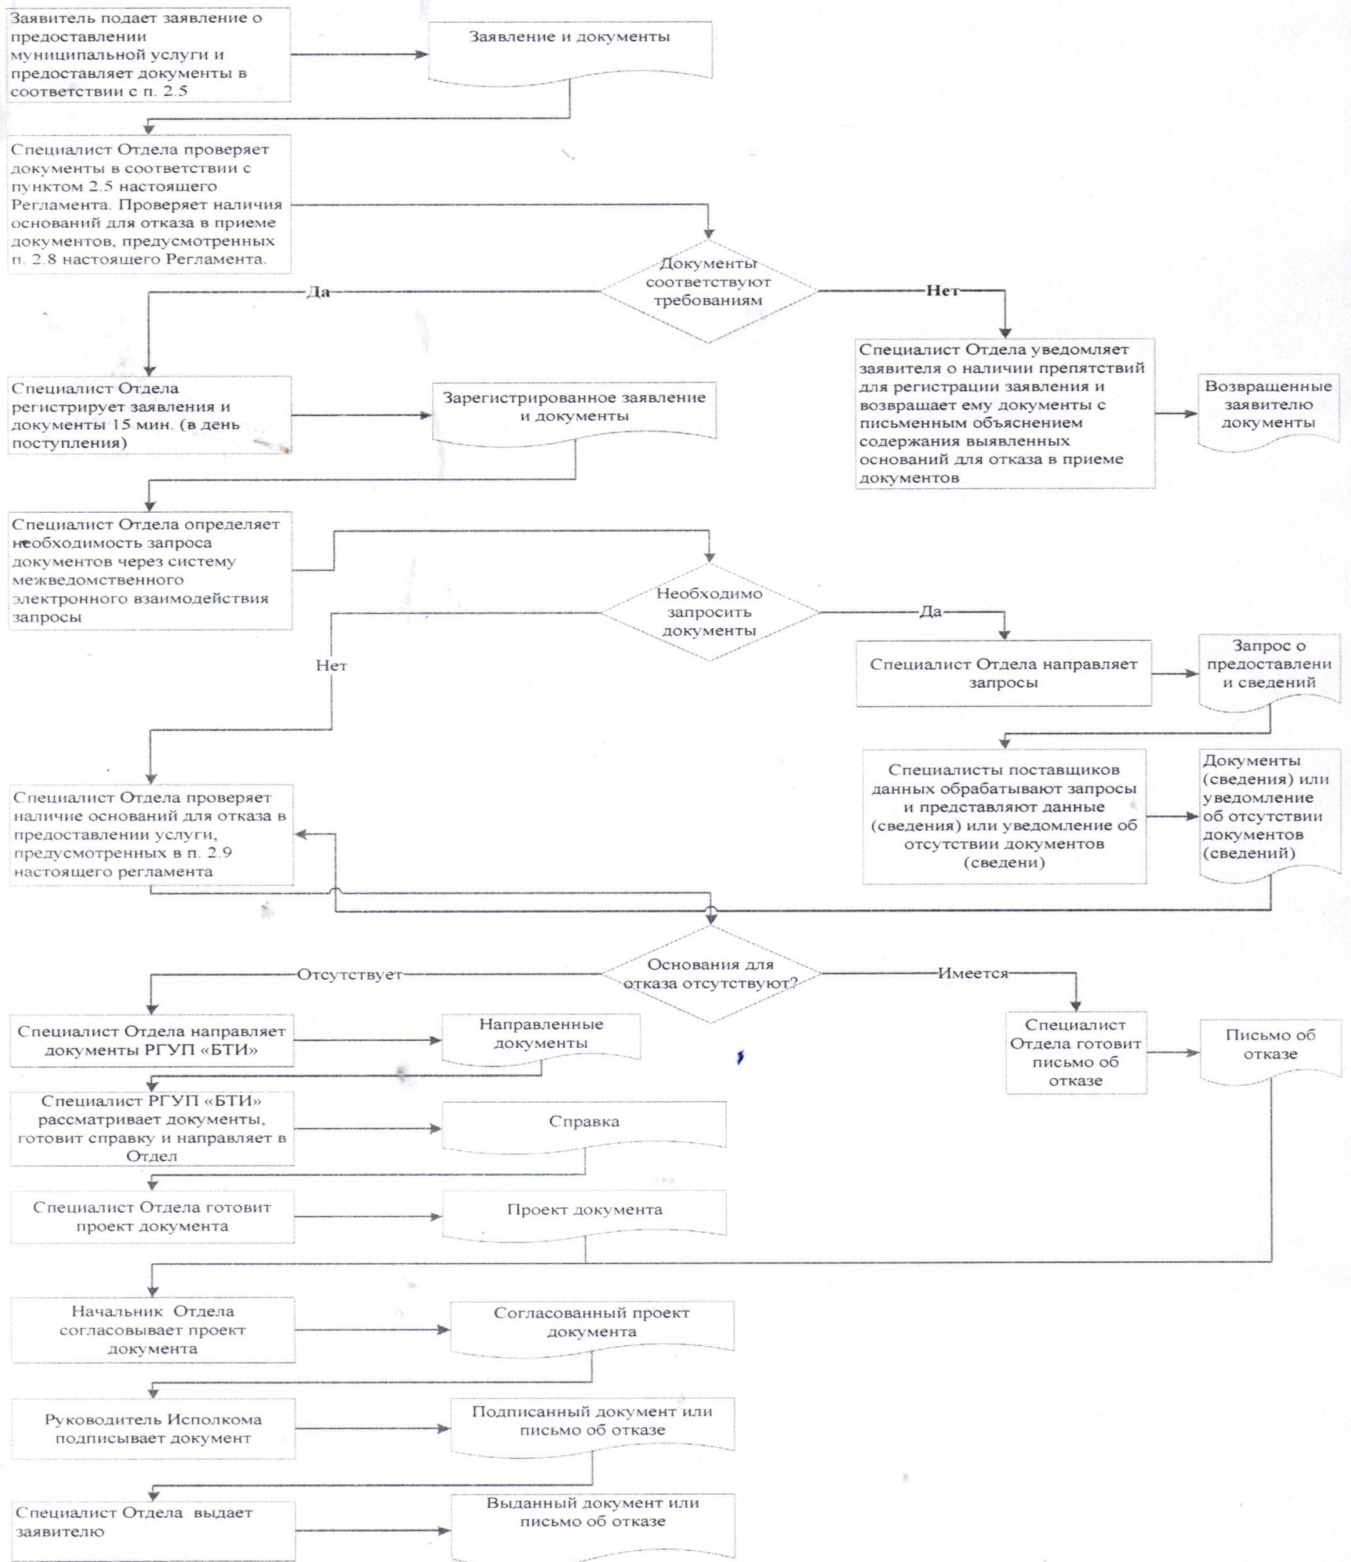 Заявитель подает заявление о
предоставлении
муниципальной услуги и
предоставляет документы в
соответствии с п. 2.5
Заявление и документы
Специалист Отдела проверяет
документы в соответствии с
пунктом 2.5 настоящего
Регламента. Проверяет наличия
оснований для отказа в приеме
документов, предусмотренных
п. 2.8 настоящего Регламента.
Документы
соответствуют
требованиям
Да
Нет
Специалист Отдела
регистрирует заявления и
документы 15 мин. (в день
поступления)
Зарегистрированное заявление
и документы
Специалист Отдела уведомляет
заявителя о наличии препятствий
для регистрации заявления и
возвращает ему документы с
письменным объяснением
содержания выявленных
оснований для отказа в приеме
документов
Возвращенные
заявителю
документы
Специалист Отдела определяет
необходимость запроса
документов через систему
межведомственного
электронного взаимодействия
запросы
Необходимо
запросить
документы
Да
Нет
Специалист Отдела направляет
запросы
Запрос о
предоставлени
и сведений
Специалисты поставщиков
данных обрабатывают запросы
и представляют данные
(сведения) или уведомление об
отсутствии документов
(сведени)
Документы
(сведения) или
уведомление
об отсутствии
документов
(сведений)
Специалист Отдела проверяет
наличие оснований для отказа в
предоставлении услуги,
предусмотренных в п. 2.9
настоящего регламента
Основания для
отказа отсутствуют?
Отсутствует
Имеется
Специалист Отдела направляет
документы РГУП «БТИ»
Направленные
документы
Специалист
Отдела готовит
письмо об
отказе
Письмо об
отказе
Специалист РГУП «БТИ»
рассматривает документы,
готовит справку и направляет в
Отдел
Справка
Специалист Отдела готовит
проект документа
Проект документа
Начальник Отдела
согласовывает проект
документа
Согласованный проект
документа
Руководитель Исполкома
подписывает документ
Подписанный документ или
письмо об отказе
Специалист Отдела выдает
заявителю
Выданный документ или
письмо об отказе